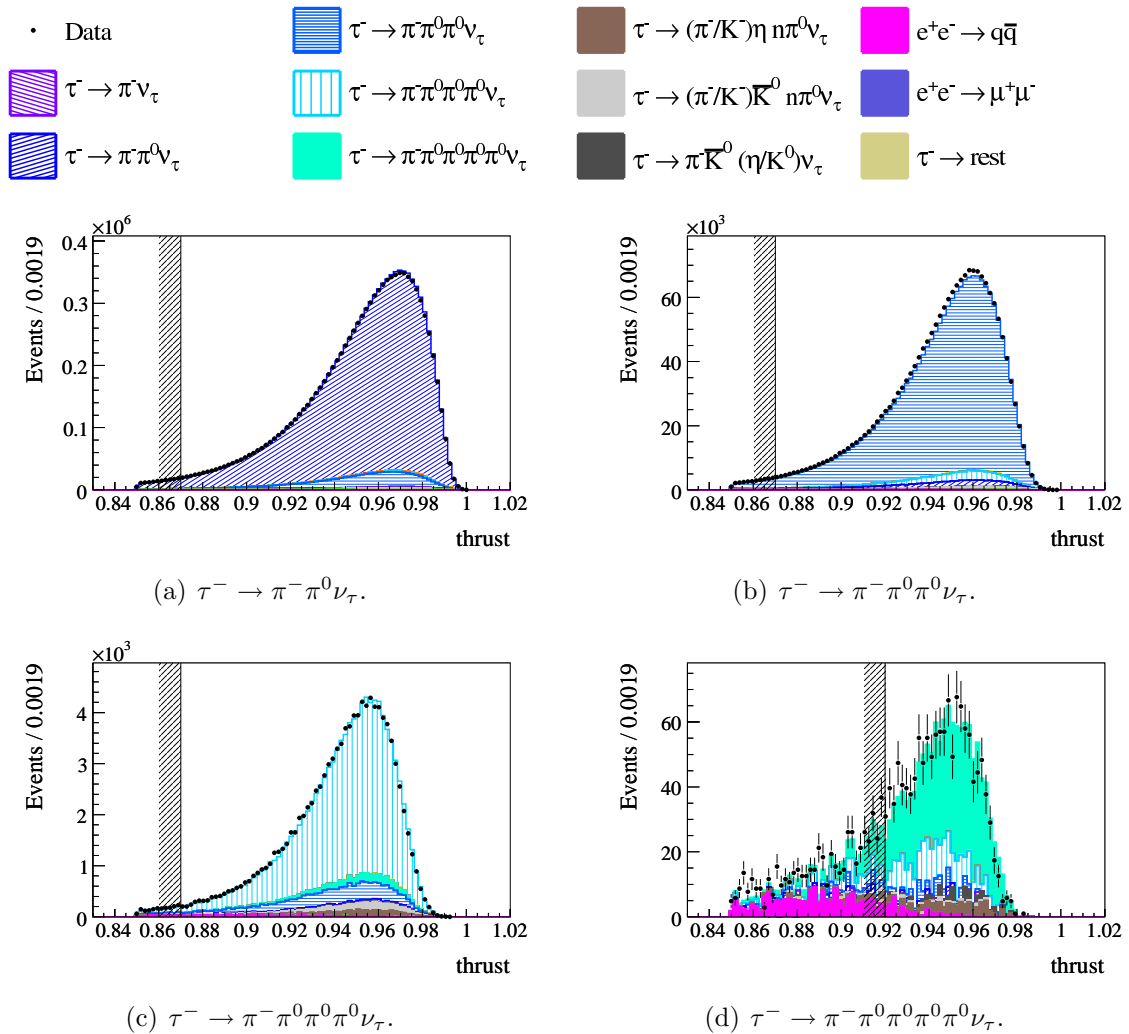 Data
τ⁻ → π⁻π⁰π⁰ν_τ
τ⁻ → (π⁻/K⁻)η nπ⁰ν_τ
e⁺e⁻ → qq̅
τ⁻ → π⁻ν_τ
τ⁻ → π⁻π⁰π⁰π⁰ν_τ
τ⁻ → (π⁻/K⁻)K̅⁰ nπ⁰ν_τ
e⁺e⁻ → μ⁺μ⁻
τ⁻ → π⁻π⁰ν_τ
τ⁻ → π⁻π⁰π⁰π⁰π⁰ν_τ
τ⁻ → π⁻K̅⁰ (η/K⁰)ν_τ
τ⁻ → rest
×10⁶
Events / 0.0019
0.4
0.3
0.2
0.1
0
0.84 0.86 0.88 0.9 0.92 0.94 0.96 0.98 1 1.02
thrust
(a) τ⁻ → π⁻π⁰ν_τ.
×10³
Events / 0.0019
60
40
20
0
0.84 0.86 0.88 0.9 0.92 0.94 0.96 0.98 1 1.02
thrust
(b) τ⁻ → π⁻π⁰π⁰ν_τ.
×10³
Events / 0.0019
4
3
2
1
0
0.84 0.86 0.88 0.9 0.92 0.94 0.96 0.98 1 1.02
thrust
(c) τ⁻ → π⁻π⁰π⁰π⁰ν_τ.
Events / 0.0019
60
40
20
0
0.84 0.86 0.88 0.9 0.92 0.94 0.96 0.98 1 1.02
thrust
(d) τ⁻ → π⁻π⁰π⁰π⁰π⁰ν_τ.